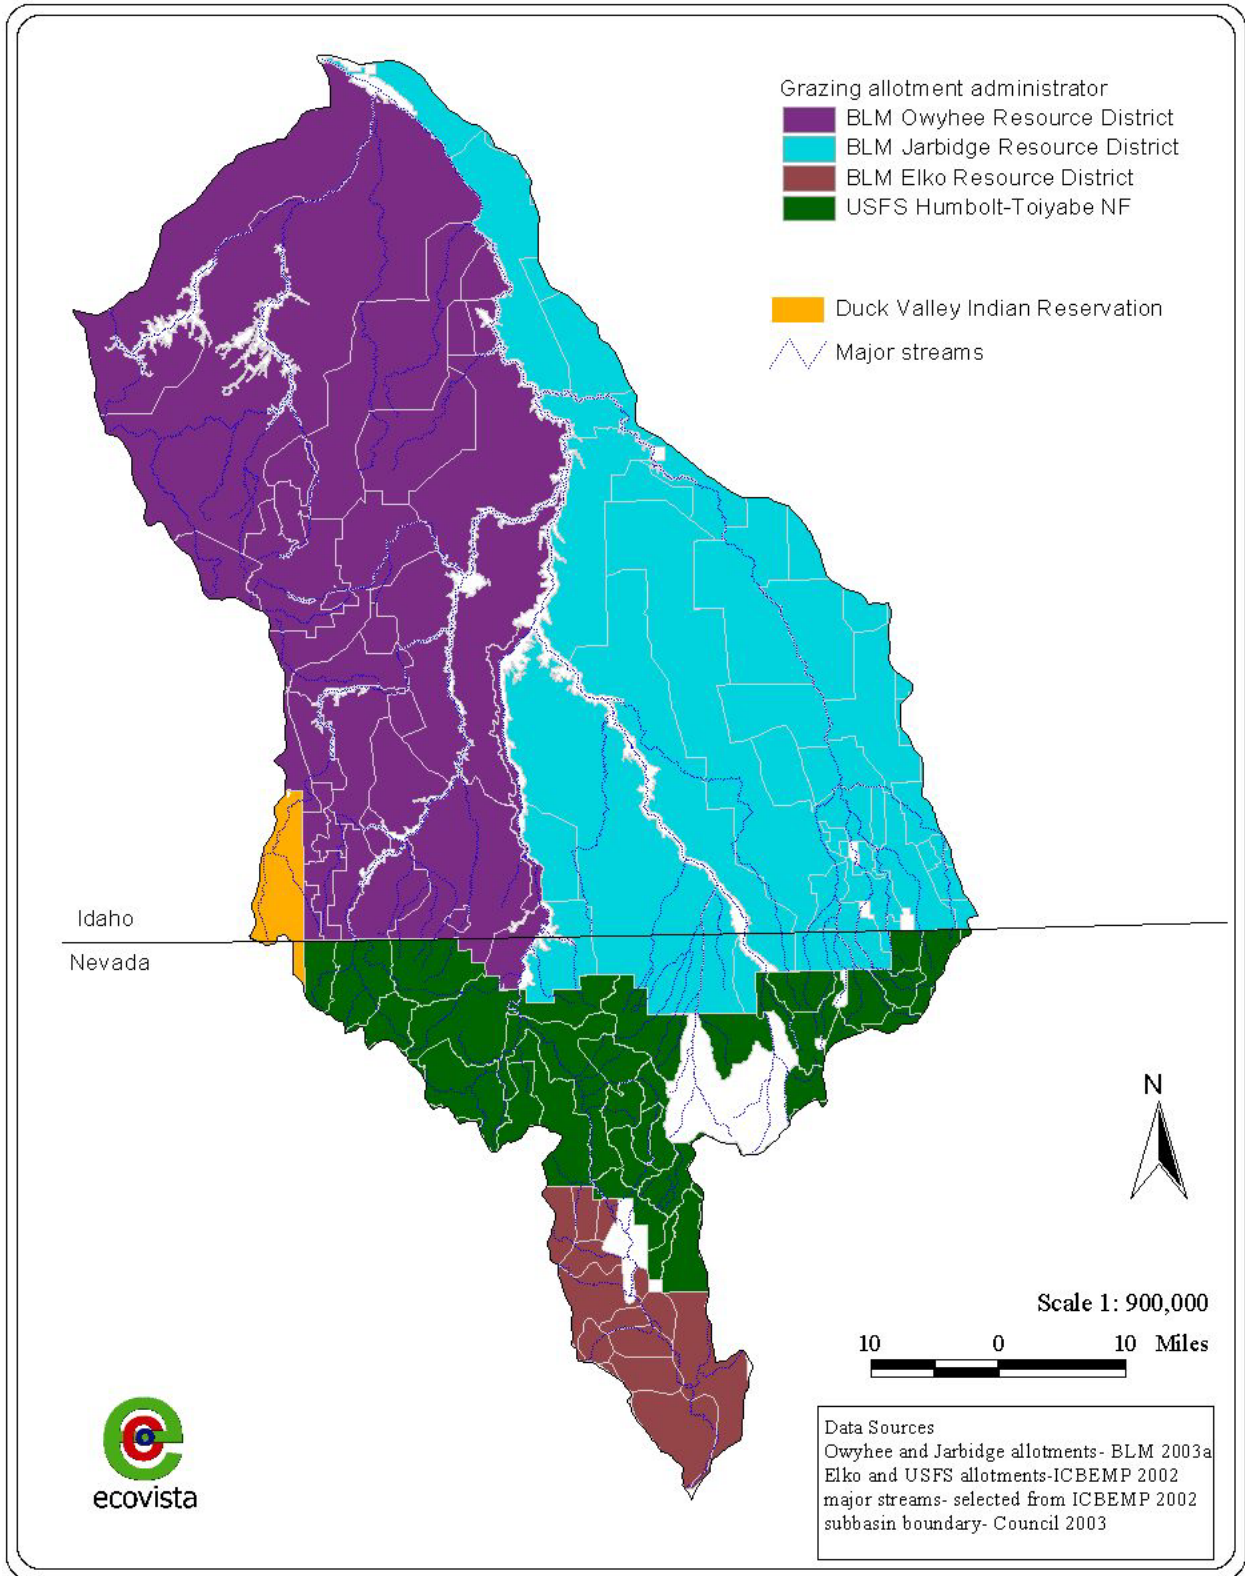 Grazing allotment administrator
BLM Owyhee Resource District
BLM Jarbidge Resource District
BLM Elko Resource District
USFS Humbolt-Toiyabe NF
Duck Valley Indian Reservation
Major streams
Idaho
Nevada
N
Scale 1: 900,000
10 0 10 Miles
Data Sources
Owyhee and Jarbidge allotments- BLM 2003a
Elko and USFS allotments-ICBEMP 2002
major streams- selected from ICBEMP 2002
subbasin boundary- Council 2003
ecovista